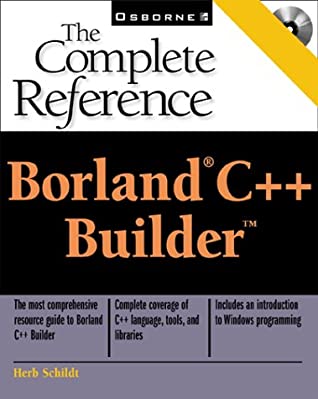 OSBORNE
The
Complete
Reference
Borland® C++
Builder™
The most comprehensive
resource guide to Borland
C++ Builder
Complete coverage of
C++ language, tools, and
libraries
Includes an introduction
to Windows programming
Herb Schildt